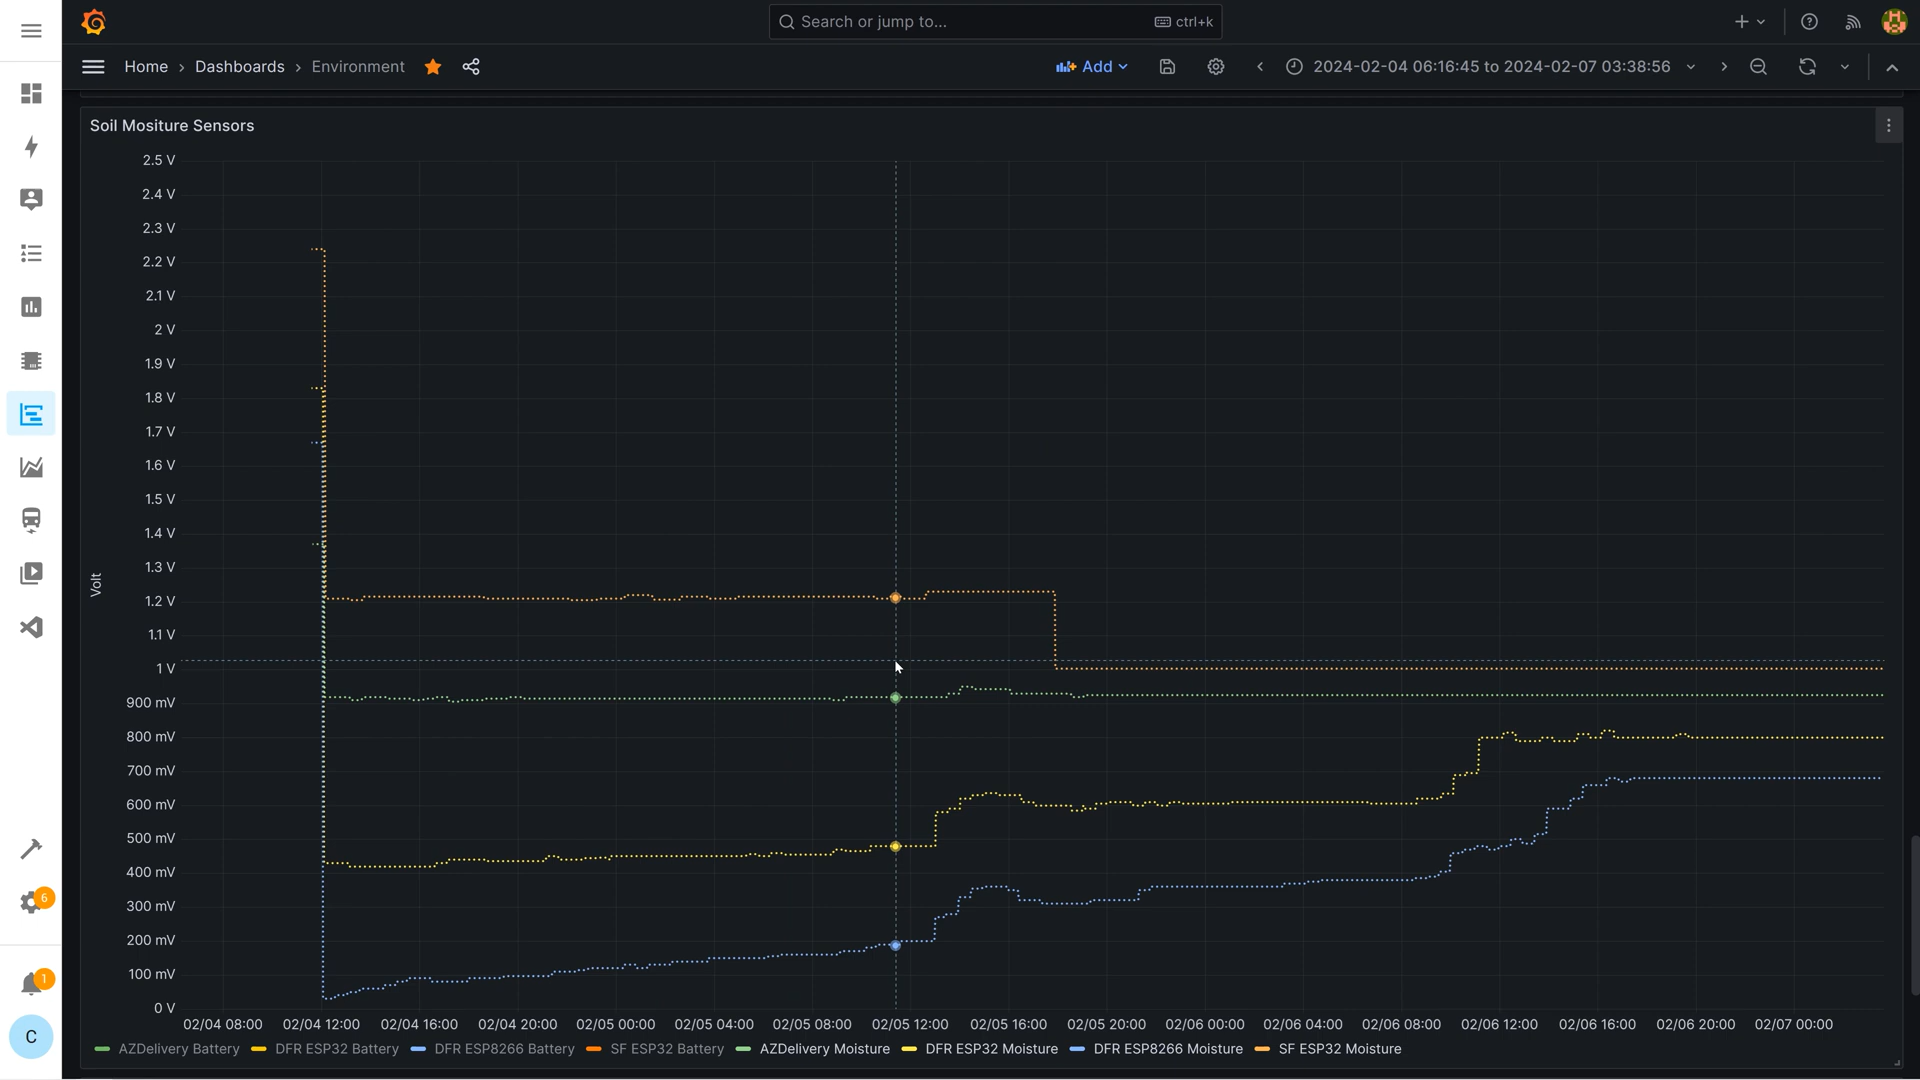 Search or jump to...
ctrl+k
Home › Dashboards › Environment
Add
2024-02-04 06:16:45 to 2024-02-07 03:38:56
Soil Mositure Sensors
2.5 V
2.4 V
2.3 V
2.2 V
2.1 V
2 V
1.9 V
1.8 V
1.7 V
1.6 V
1.5 V
1.4 V
1.3 V
1.2 V
1.1 V
1 V
900 mV
800 mV
700 mV
600 mV
500 mV
400 mV
300 mV
200 mV
100 mV
0 V
Volt
02/04 08:00 02/04 12:00 02/04 16:00 02/04 20:00 02/05 00:00 02/05 04:00 02/05 08:00 02/05 12:00 02/05 16:00 02/05 20:00 02/06 00:00 02/06 04:00 02/06 08:00 02/06 12:00 02/06 16:00 02/06 20:00 02/07 00:00
AZDelivery Battery DFR ESP32 Battery DFR ESP8266 Battery SF ESP32 Battery AZDelivery Moisture DFR ESP32 Moisture DFR ESP8266 Moisture SF ESP32 Moisture
6
1
C